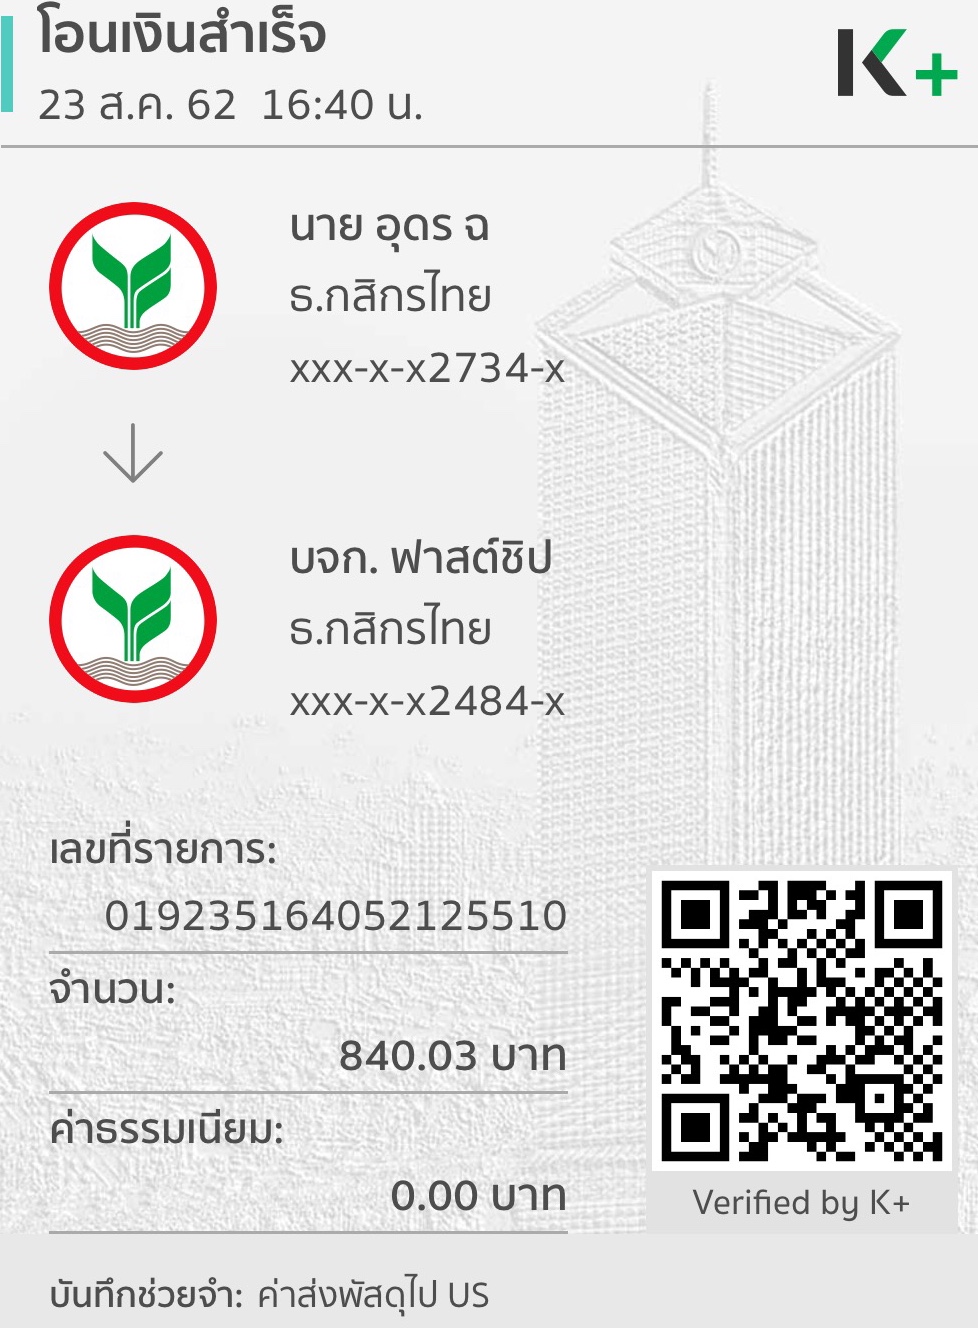 โอนเงินสำเร็จ
23 ส.ค. 62 16:40 น.
K+
นาย อุดร ฉ
ธ.กสิกรไทย
xxx-x-x2734-x
บจก. ฟาสต์ชิป
ธ.กสิกรไทย
xxx-x-x2484-x
เลขที่รายการ:
019235164052125510
จำนวน:
840.03 บาท
ค่าธรรมเนียม:
0.00 บาท
Verified by K+
บันทึกช่วยจำ: ค่าส่งพัสดุไป US